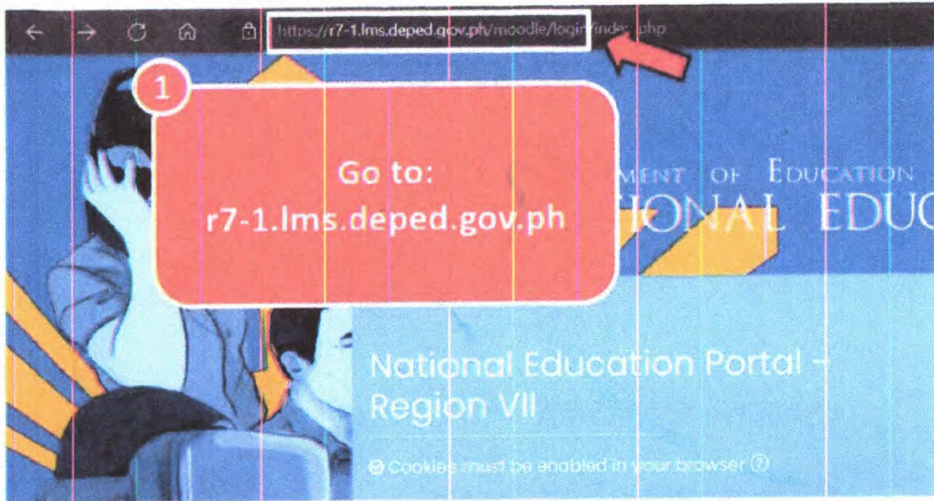 https://r7-1.lms.deped.gov.ph/moodle/login/index.php
1
Go to:
r7-1.lms.deped.gov.ph
MENT OF EDUCATION
IONAL EDUC
National Education Portal –
Region VII
Cookies must be enabled in your browser